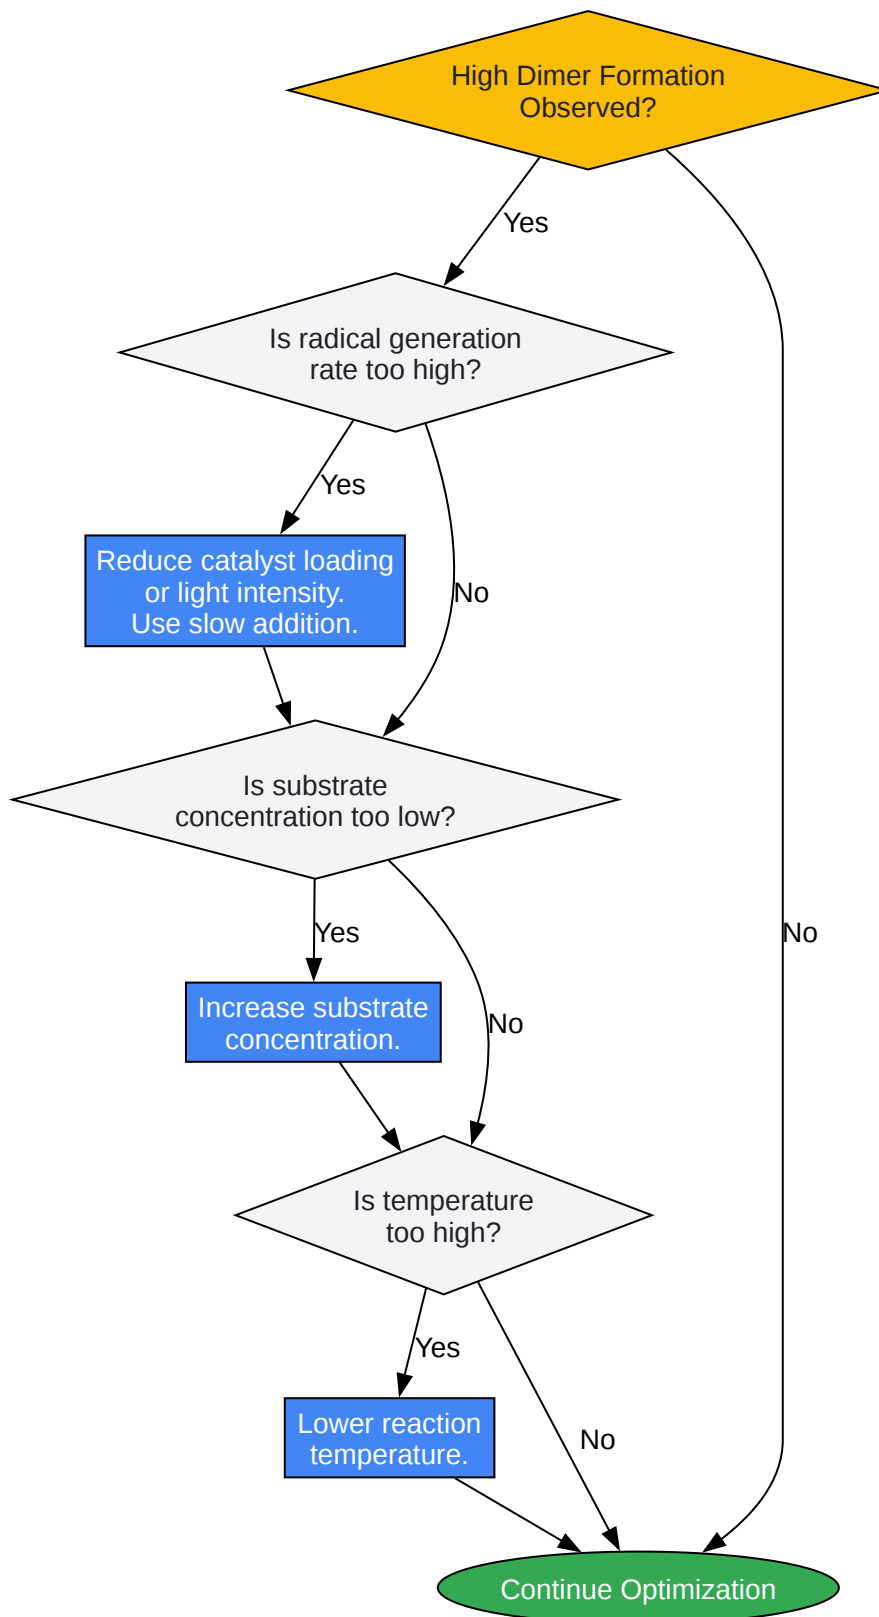 High Dimer Formation
Observed?
Yes
Is radical generation
rate too high?
Yes
Reduce catalyst loading
or light intensity.
Use slow addition.
No
Is substrate
concentration too low?
Yes
No
Increase substrate
concentration.
No
Is temperature
too high?
Yes
Lower reaction
temperature.
No
Continue Optimization